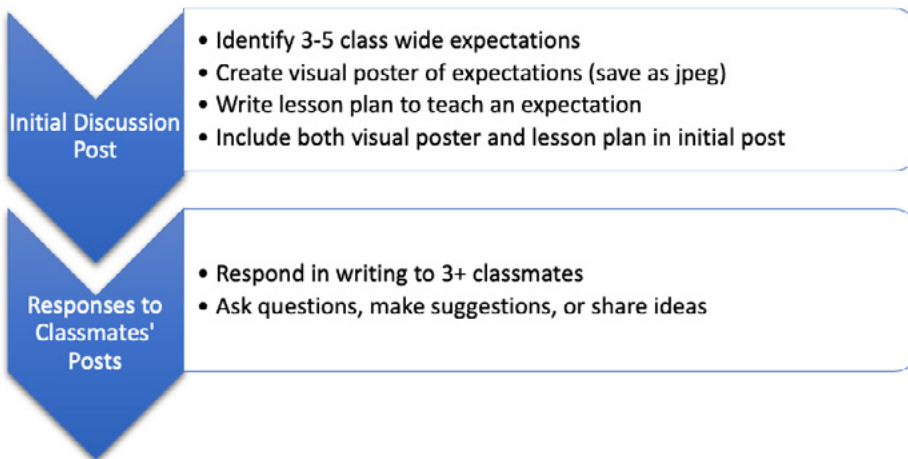 Initial Discussion
Post
• Identify 3-5 class wide expectations
• Create visual poster of expectations (save as jpeg)
• Write lesson plan to teach an expectation
• Include both visual poster and lesson plan in initial post
Responses to
Classmates'
Posts
• Respond in writing to 3+ classmates
• Ask questions, make suggestions, or share ideas